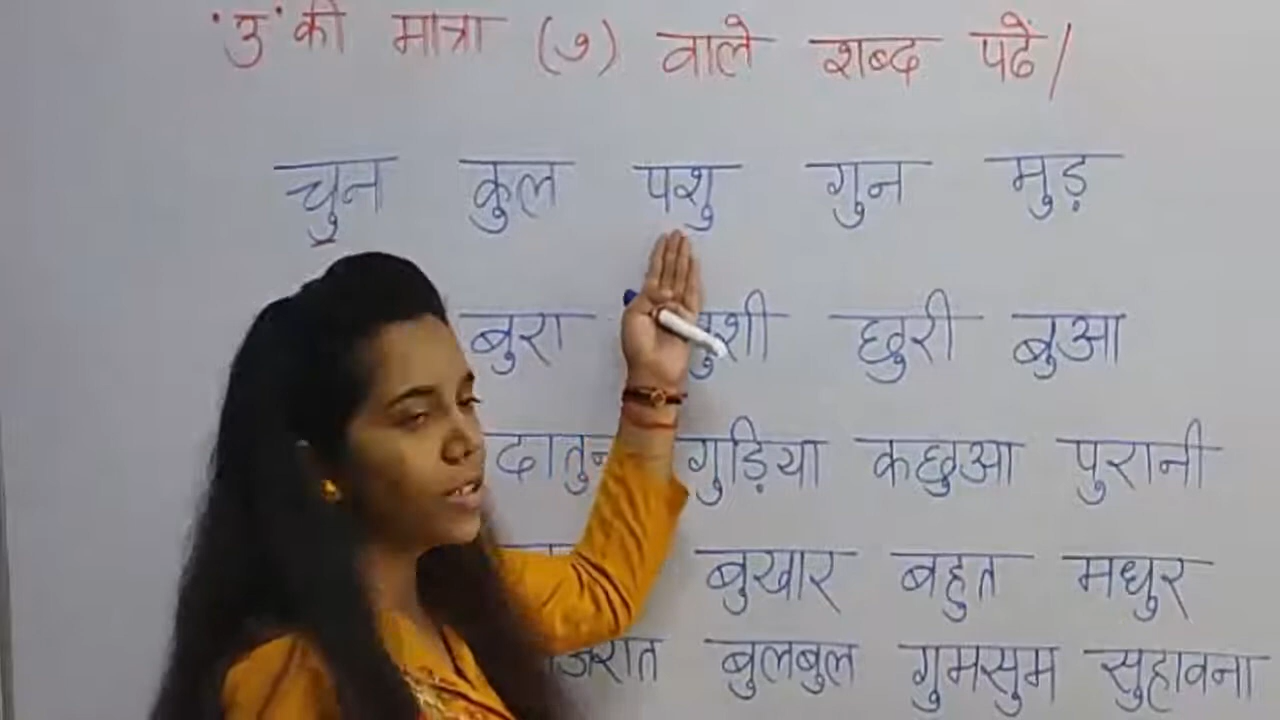 'उ' की मात्रा ( ु) वाले शब्द पढें/
चुन कुल पशु गुन मुड़
बुरा छुरी बुआ
गुड़िया कछुआ पुरानी
बुखार बहुत मधुर
बुलबुल गुमसुम सुहावना